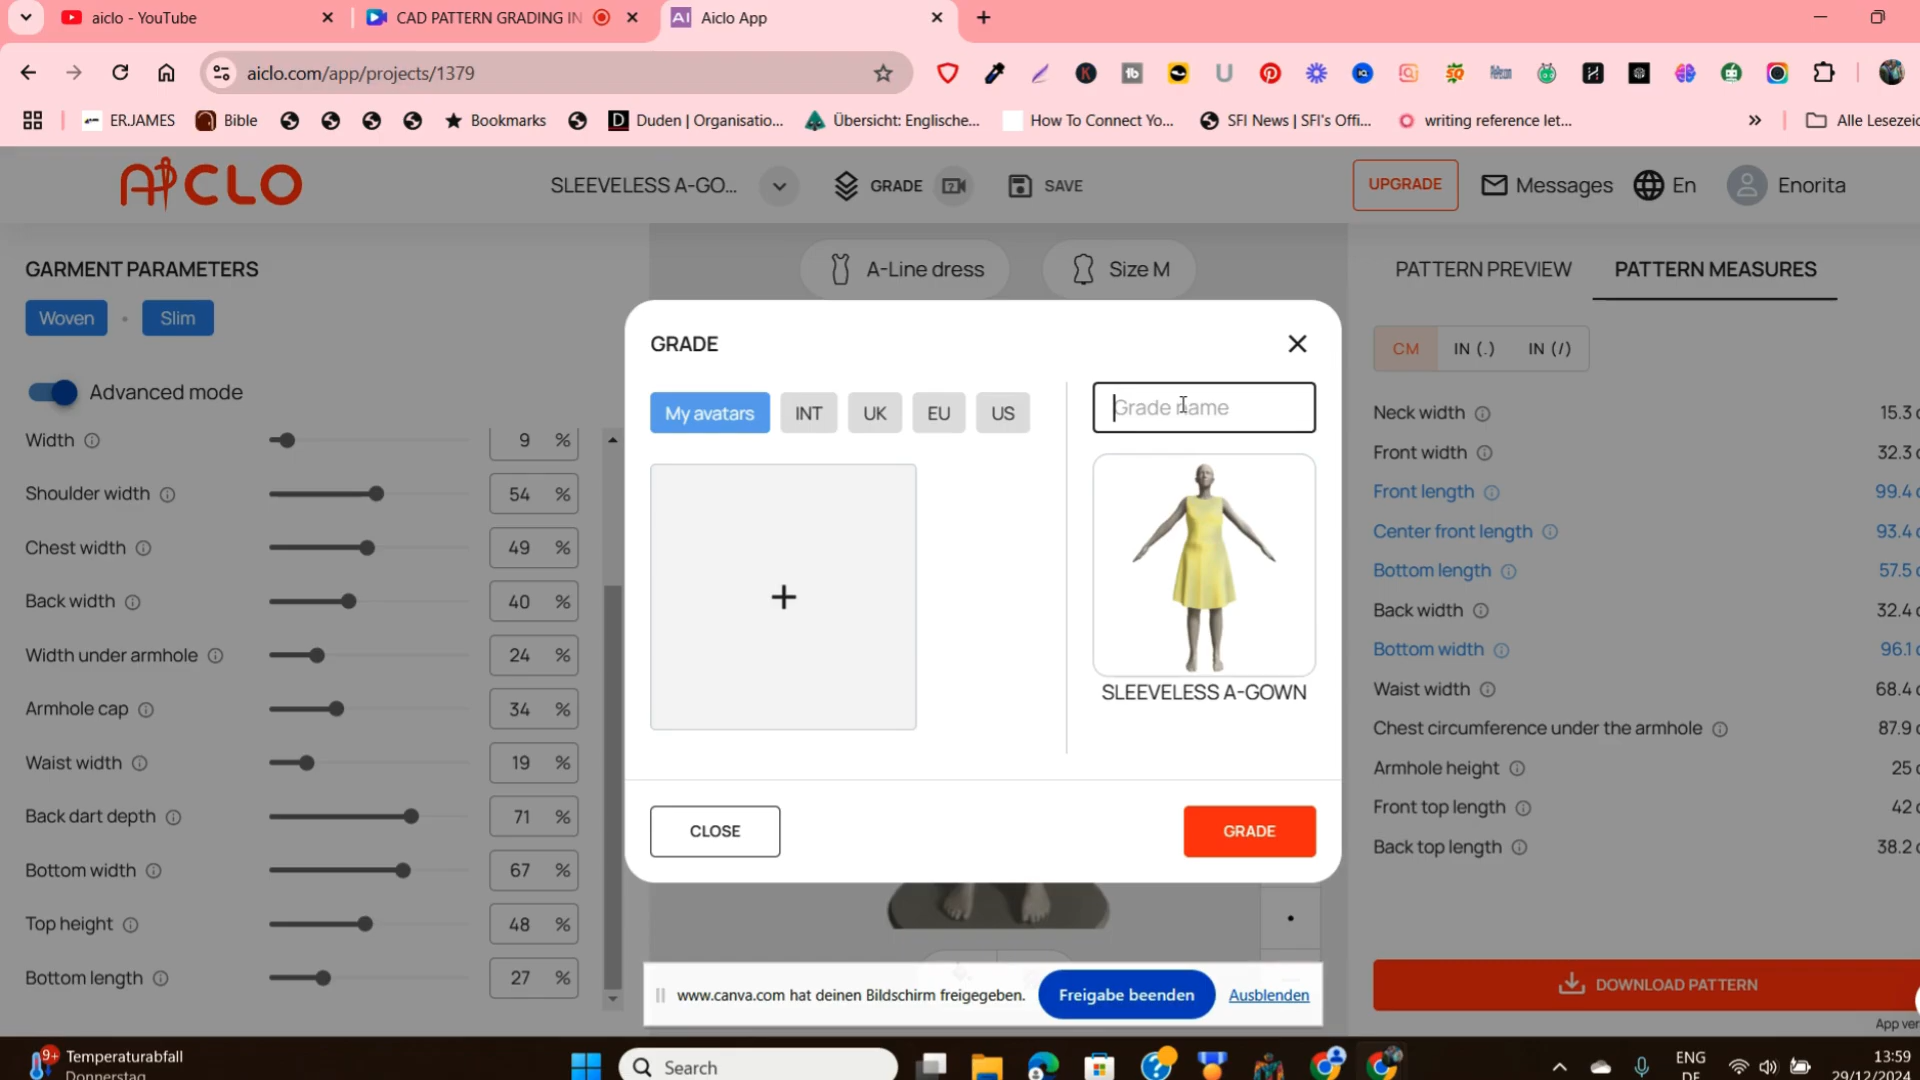 aiclo - YouTube
CAD PATTERN GRADING IN
AI Aiclo App
aiclo.com/app/projects/1379
ER.JAMES
Bible
Bookmarks
Duden | Organisatio...
Übersicht: Englische...
How To Connect Yo...
SFI News | SFI's Offi...
writing reference let...
Alle Lesezeic
AICLO
SLEEVELESS A-GO...
GRADE
SAVE
UPGRADE
Messages
En
Enorita
GARMENT PARAMETERS
Woven • Slim
Advanced mode
Width 9 %
Shoulder width 54 %
Chest width 49 %
Back width 40 %
Width under armhole 24 %
Armhole cap 34 %
Waist width 19 %
Back dart depth 71 %
Bottom width 67 %
Top height 48 %
Bottom length 27 %
A-Line dress
Size M
GRADE
My avatars INT UK EU US
Grade name
+
SLEEVELESS A-GOWN
CLOSE
GRADE
PATTERN PREVIEW
PATTERN MEASURES
CM IN (.) IN (/)
Neck width 15.3 c
Front width 32.3 c
Front length 99.4 c
Center front length 93.4 c
Bottom length 57.5 c
Back width 32.4 c
Bottom width 96.1 c
Waist width 68.4 c
Chest circumference under the armhole 87.9 c
Armhole height 25 c
Front top length 42 c
Back top length 38.2 c
DOWNLOAD PATTERN
App ver
www.canva.com hat deinen Bildschirm freigegeben.
Freigabe beenden
Ausblenden
9+
Temperaturabfall
Donnerstag
Search
ENG
DE
13:59
29/12/2024